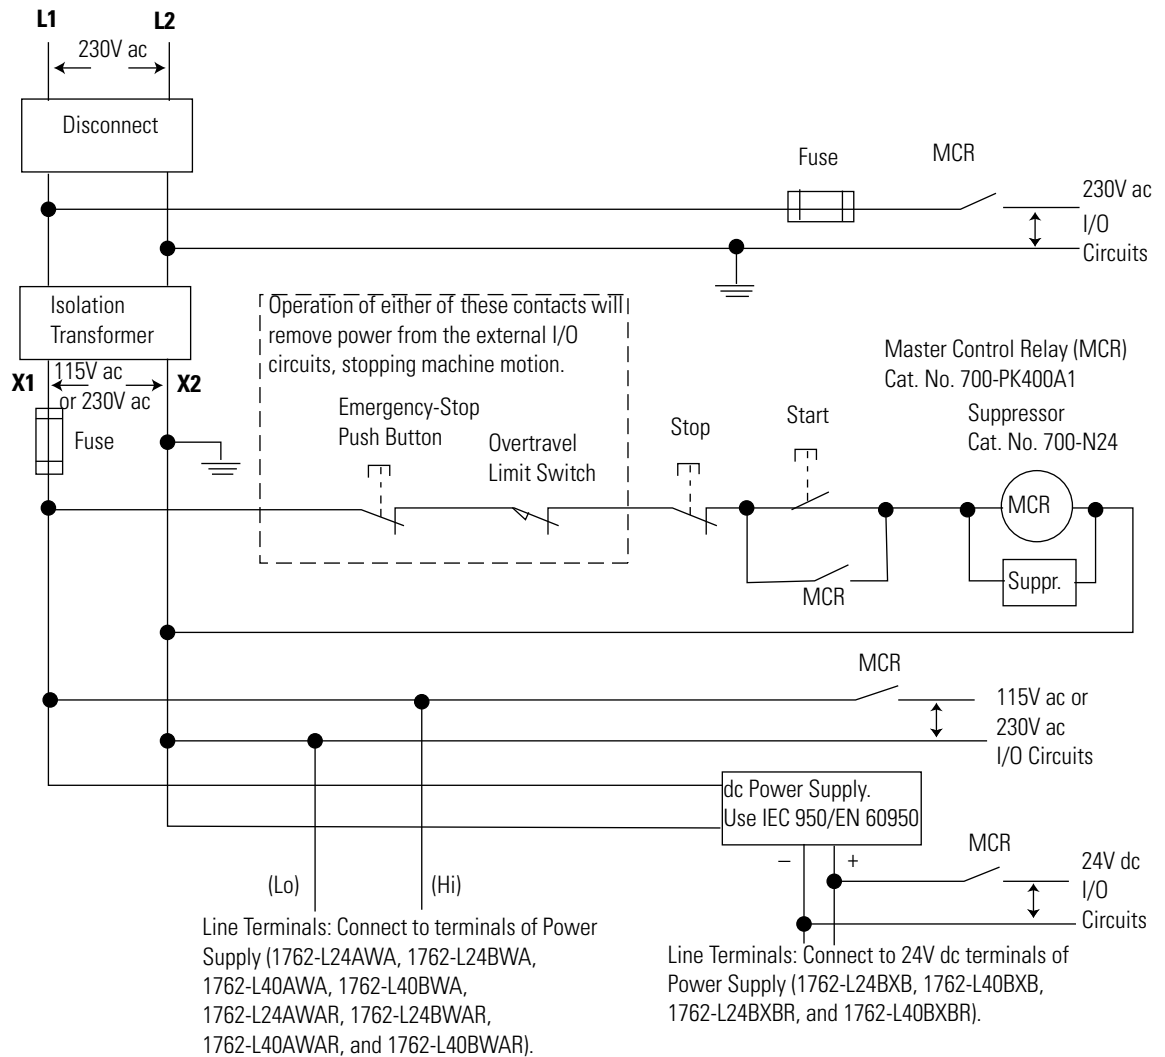 L1
L2
230V ac
Disconnect
Fuse
MCR
230V ac
I/O
Circuits
Isolation
Transformer
Operation of either of these contacts will
remove power from the external I/O
circuits, stopping machine motion.
X1
115V ac
or 230V ac
X2
Fuse
Emergency-Stop
Push Button
Overtravel
Limit Switch
Stop
Start
Master Control Relay (MCR)
Cat. No. 700-PK400A1
Suppressor
Cat. No. 700-N24
MCR
Suppr.
MCR
MCR
115V ac or
230V ac
I/O Circuits
dc Power Supply.
Use IEC 950/EN 60950
–
+
MCR
24V dc
I/O
Circuits
(Lo)
(Hi)
Line Terminals: Connect to terminals of Power
Supply (1762-L24AWA, 1762-L24BWA,
1762-L40AWA, 1762-L40BWA,
1762-L24AWAR, 1762-L24BWAR,
1762-L40AWAR, and 1762-L40BWAR).
Line Terminals: Connect to 24V dc terminals of
Power Supply (1762-L24BXB, 1762-L40BXB,
1762-L24BXBR, and 1762-L40BXBR).